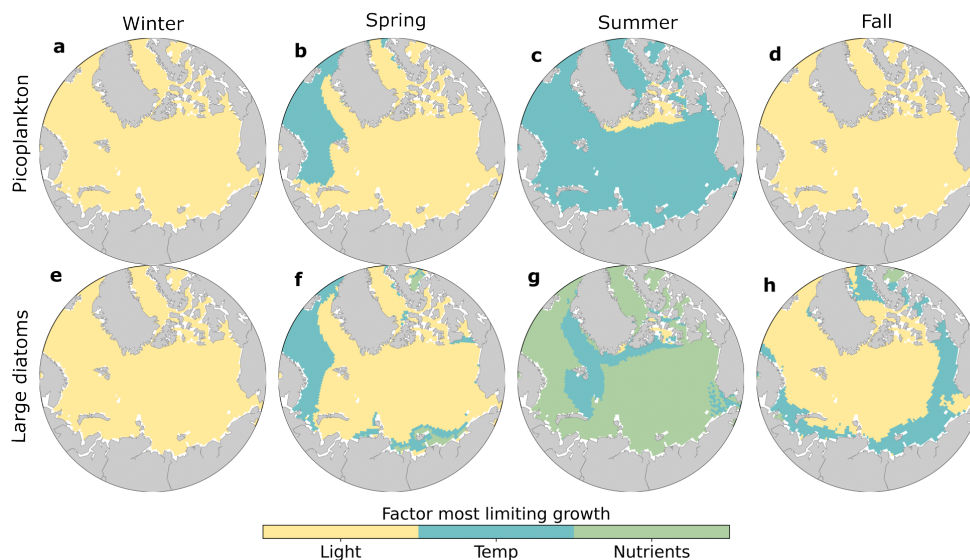 Winter
Spring
Summer
Fall
a
b
c
d
Picoplankton
e
f
g
h
Large diatoms
Factor most limiting growth
Light
Temp
Nutrients